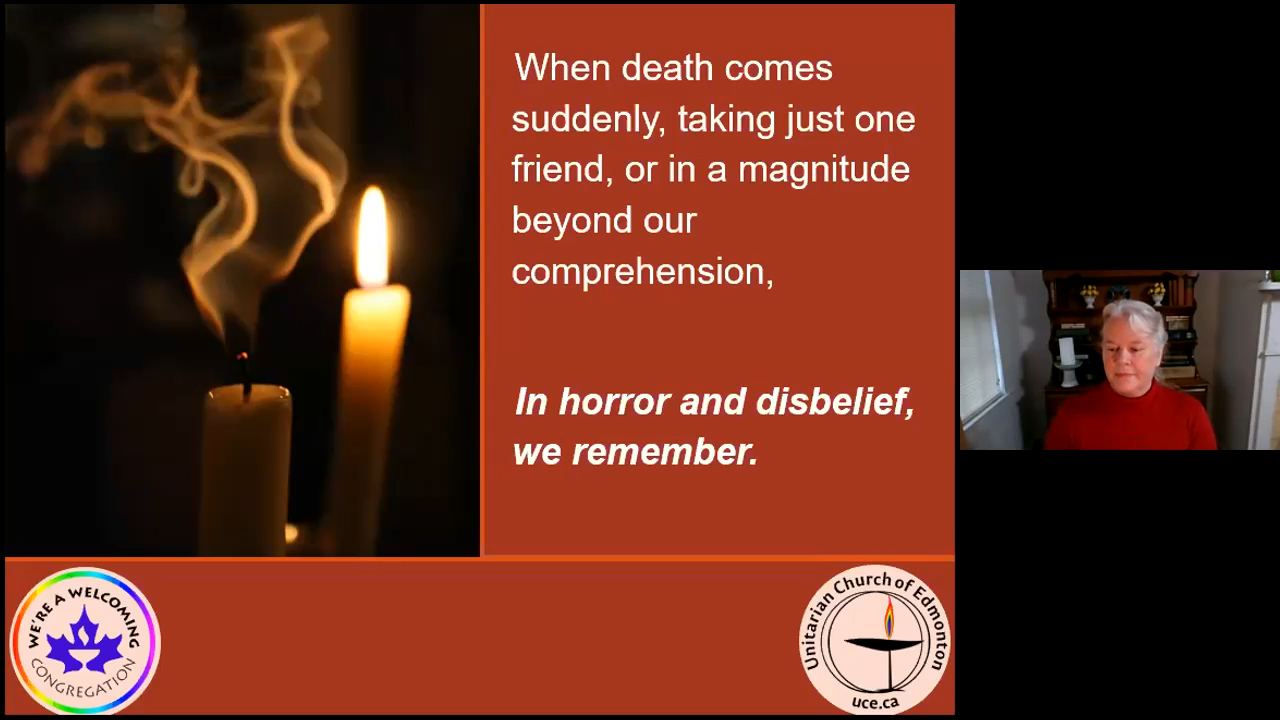 When death comes
suddenly, taking just one
friend, or in a magnitude
beyond our
comprehension,
In horror and disbelief,
we remember.
WE'RE A WELCOMING
CONGREGATION
Unitarian Church of Edmonton
uce.ca